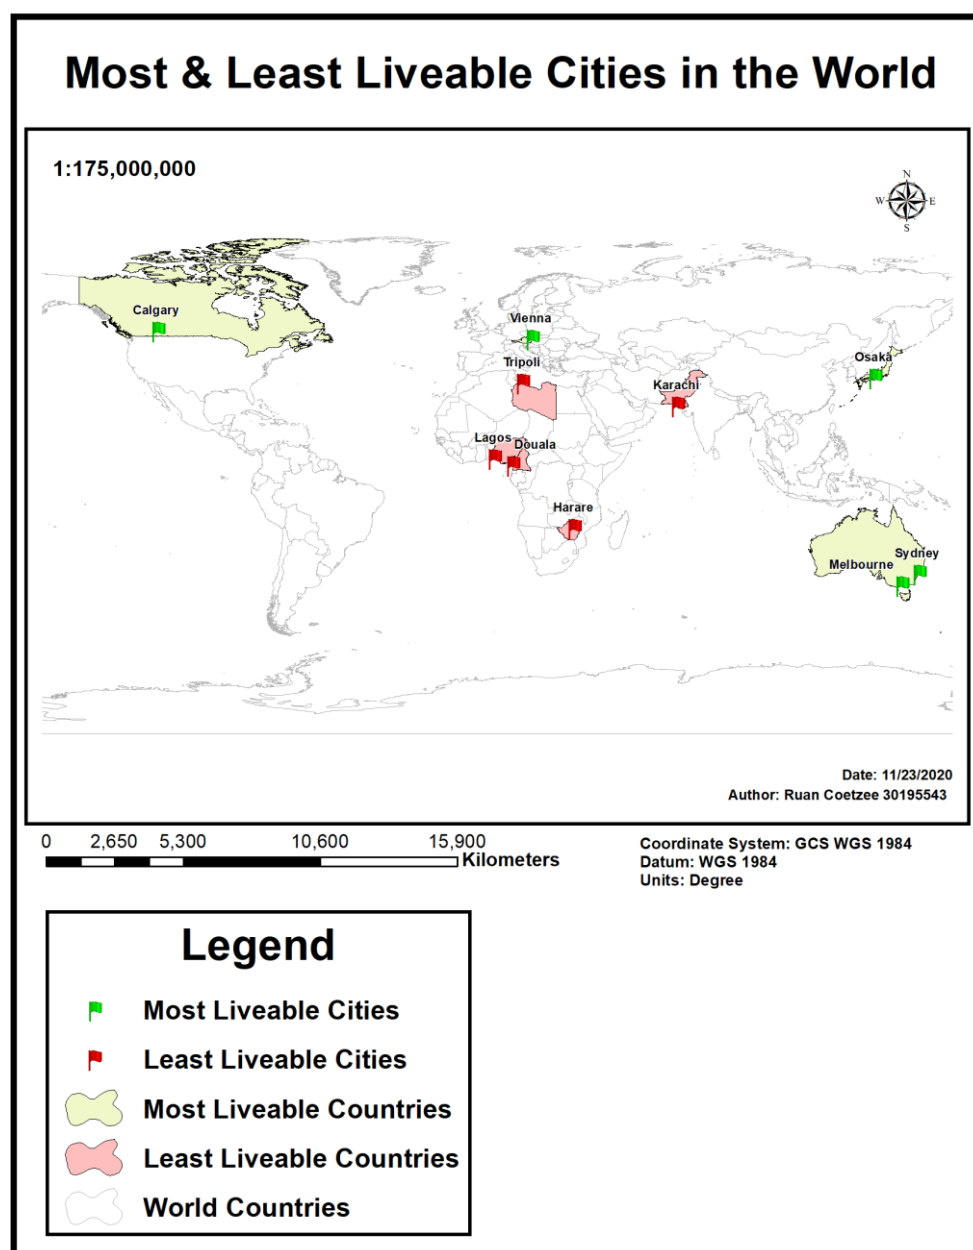 Most & Least Liveable Cities in the World
1:175,000,000
N
W E
S
Calgary
Vienna
Tripoli
Osaka
Karachi
Lagos
Douala
Harare
Sydney
Melbourne
Date: 11/23/2020
Author: Ruan Coetzee 30195543
0 2,650 5,300 10,600 15,900
Kilometers
Coordinate System: GCS WGS 1984
Datum: WGS 1984
Units: Degree
Legend
Most Liveable Cities
Least Liveable Cities
Most Liveable Countries
Least Liveable Countries
World Countries